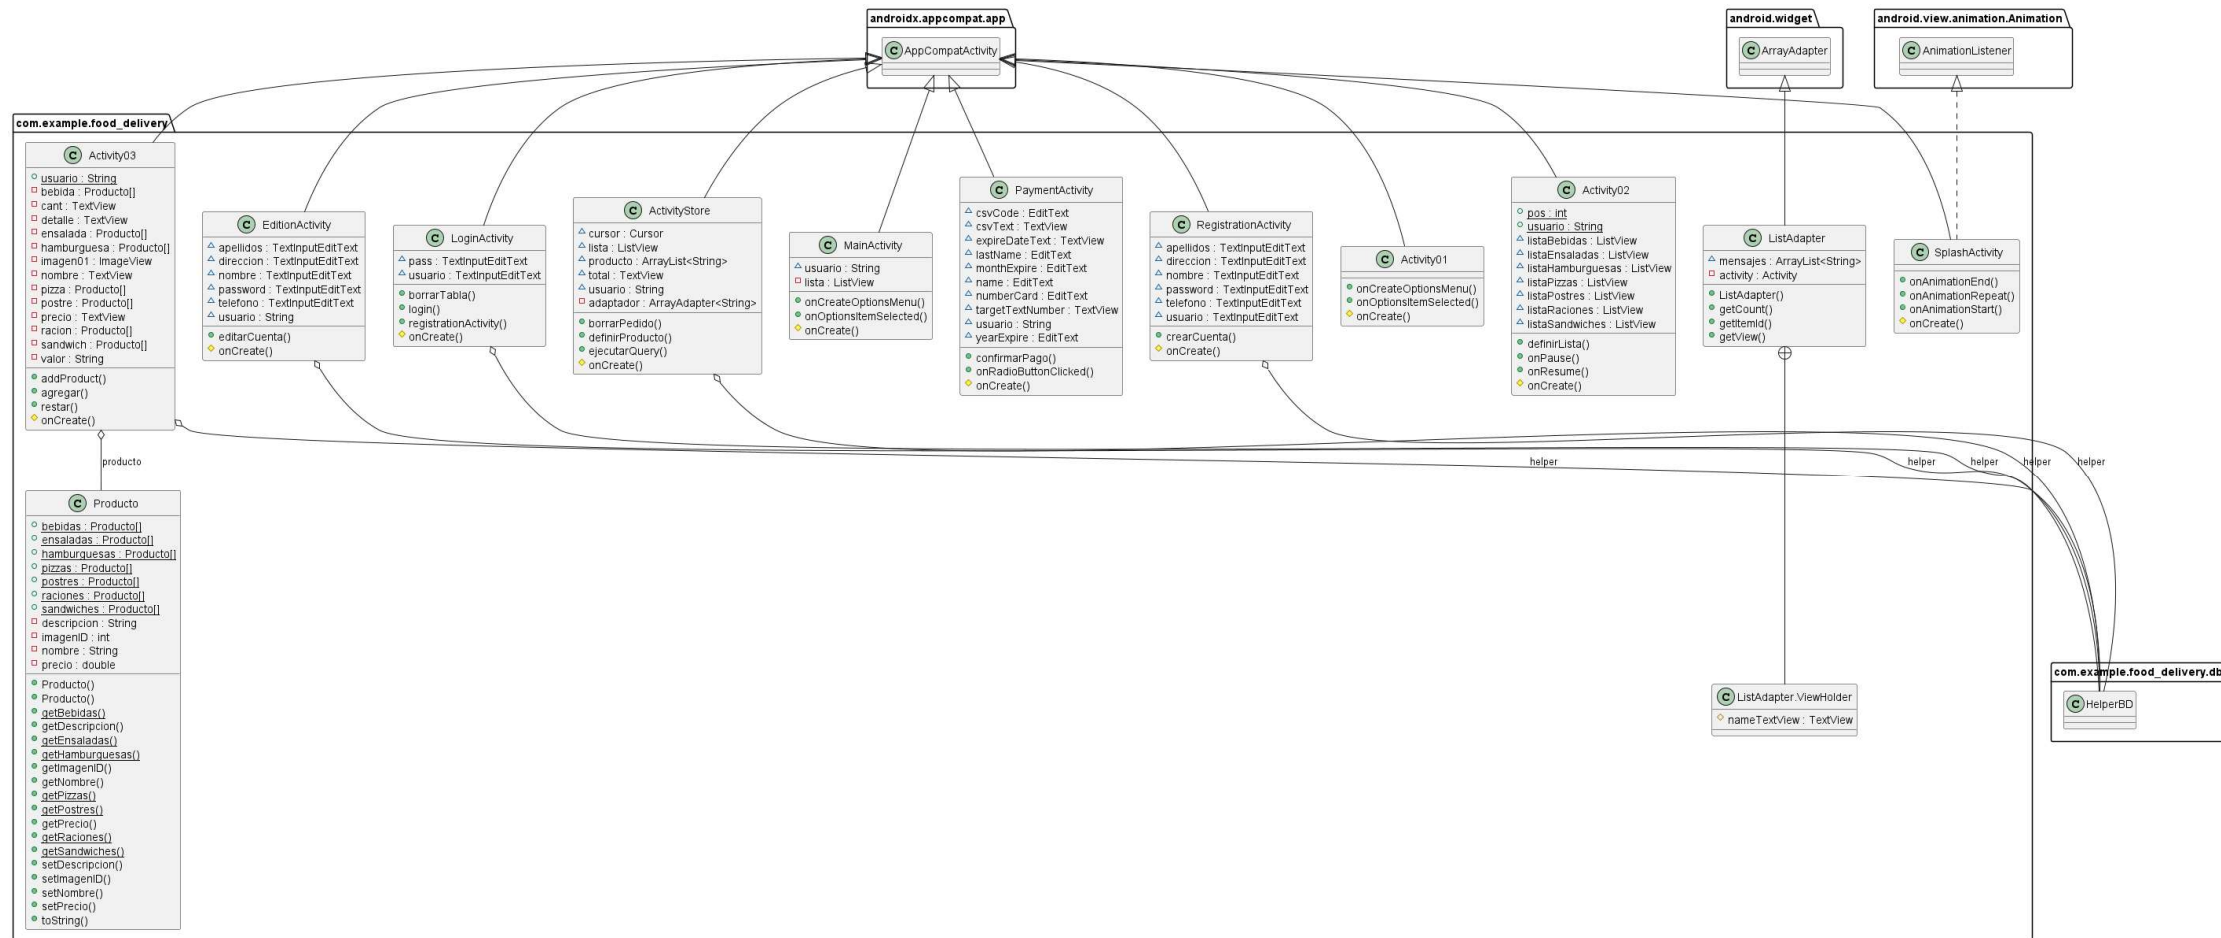 androidx.appcompat.app
C AppCompatActivity
android.widget
C ArrayAdapter
android.view.animation.Animation
C AnimationListener
com.example.food_delivery
C Activity03
usuario : String
bebida : Producto[]
cant : TextView
detalle : TextView
ensalada : Producto[]
hamburguesa : Producto[]
imagen01 : ImageView
nombre : TextView
pizza : Producto[]
postre : Producto[]
precio : TextView
racion : Producto[]
sandwich : Producto[]
valor : String
addProduct()
agregar()
restar()
onCreate()
C EditionActivity
apellidos : TextInputEditText
direccion : TextInputEditText
nombre : TextInputEditText
password : TextInputEditText
telefono : TextInputEditText
usuario : String
editarCuenta()
onCreate()
C LoginActivity
pass : TextInputEditText
usuario : TextInputEditText
borrarTabla()
login()
registrationActivity()
onCreate()
C ActivityStore
cursor : Cursor
lista : ListView
producto : ArrayList<String>
total : TextView
usuario : String
adaptador : ArrayAdapter<String>
borrarPedido()
definirProducto()
ejecutarQuery()
onCreate()
C MainActivity
usuario : String
lista : ListView
onCreateOptionsMenu()
onOptionsItemSelected()
onCreate()
C PaymentActivity
csvCode : EditText
csvText : TextView
expireDateText : TextView
lastName : EditText
monthExpire : EditText
name : EditText
numberCard : EditText
targetTextNumber : TextView
usuario : String
yearExpire : EditText
confirmarPago()
onRadioButtonClicked()
onCreate()
C RegistrationActivity
apellidos : TextInputEditText
direccion : TextInputEditText
nombre : TextInputEditText
password : TextInputEditText
telefono : TextInputEditText
usuario : TextInputEditText
crearCuenta()
onCreate()
C Activity01
onCreateOptionsMenu()
onOptionsItemSelected()
onCreate()
C Activity02
pos : int
usuario : String
listaBebidas : ListView
listaEnsaladas : ListView
listaHamburguesas : ListView
listaPizzas : ListView
listaPostres : ListView
listaRaciones : ListView
listaSandwiches : ListView
definirLista()
onPause()
onResume()
onCreate()
C ListAdapter
mensajes : ArrayList<String>
activity : Activity
ListAdapter()
getCount()
getItemId()
getView()
C SplashActivity
onAnimationEnd()
onAnimationRepeat()
onAnimationStart()
onCreate()
producto
helper
helper
helper
helper
helper
C Producto
bebidas : Producto[]
ensaladas : Producto[]
hamburguesas : Producto[]
pizzas : Producto[]
postres : Producto[]
raciones : Producto[]
sandwiches : Producto[]
descripcion : String
imagenID : int
nombre : String
precio : double
Producto()
Producto()
getBebidas()
getDescripcion()
getEnsaladas()
getHamburguesas()
getImagenID()
getNombre()
getPizzas()
getPostres()
getPrecio()
getRaciones()
getSandwiches()
setDescripcion()
setImagenID()
setNombre()
setPrecio()
toString()
C ListAdapter.ViewHolder
nameTextView : TextView
com.example.food_delivery.db
C HelperBD